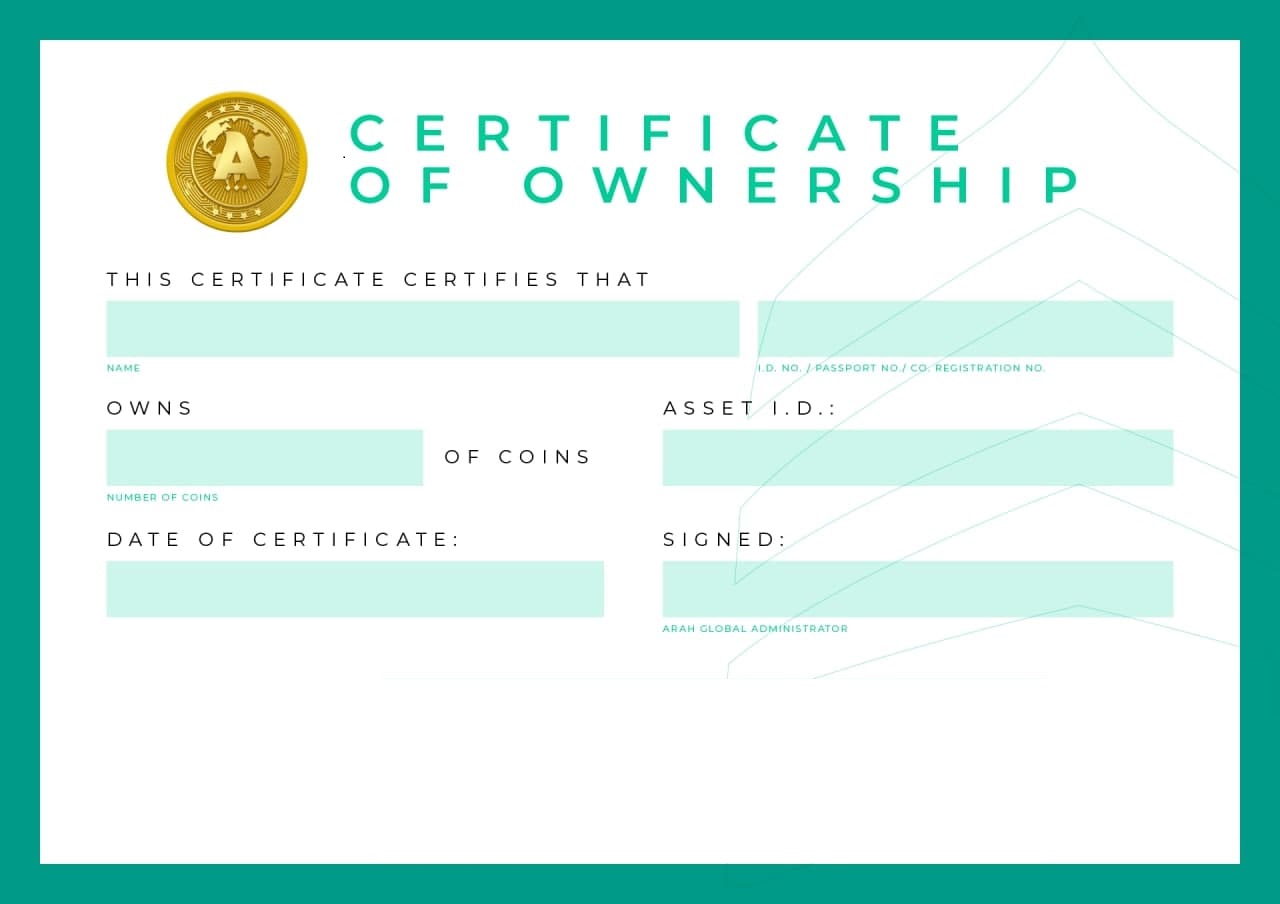 A
CERTIFICATE
OF OWNERSHIP
THIS CERTIFICATE CERTIFIES THAT
NAME
I.D. NO. / PASSPORT NO./ CO. REGISTRATION NO.
OWNS
ASSET I.D.:
OF COINS
NUMBER OF COINS
DATE OF CERTIFICATE:
SIGNED:
ARAH GLOBAL ADMINISTRATOR